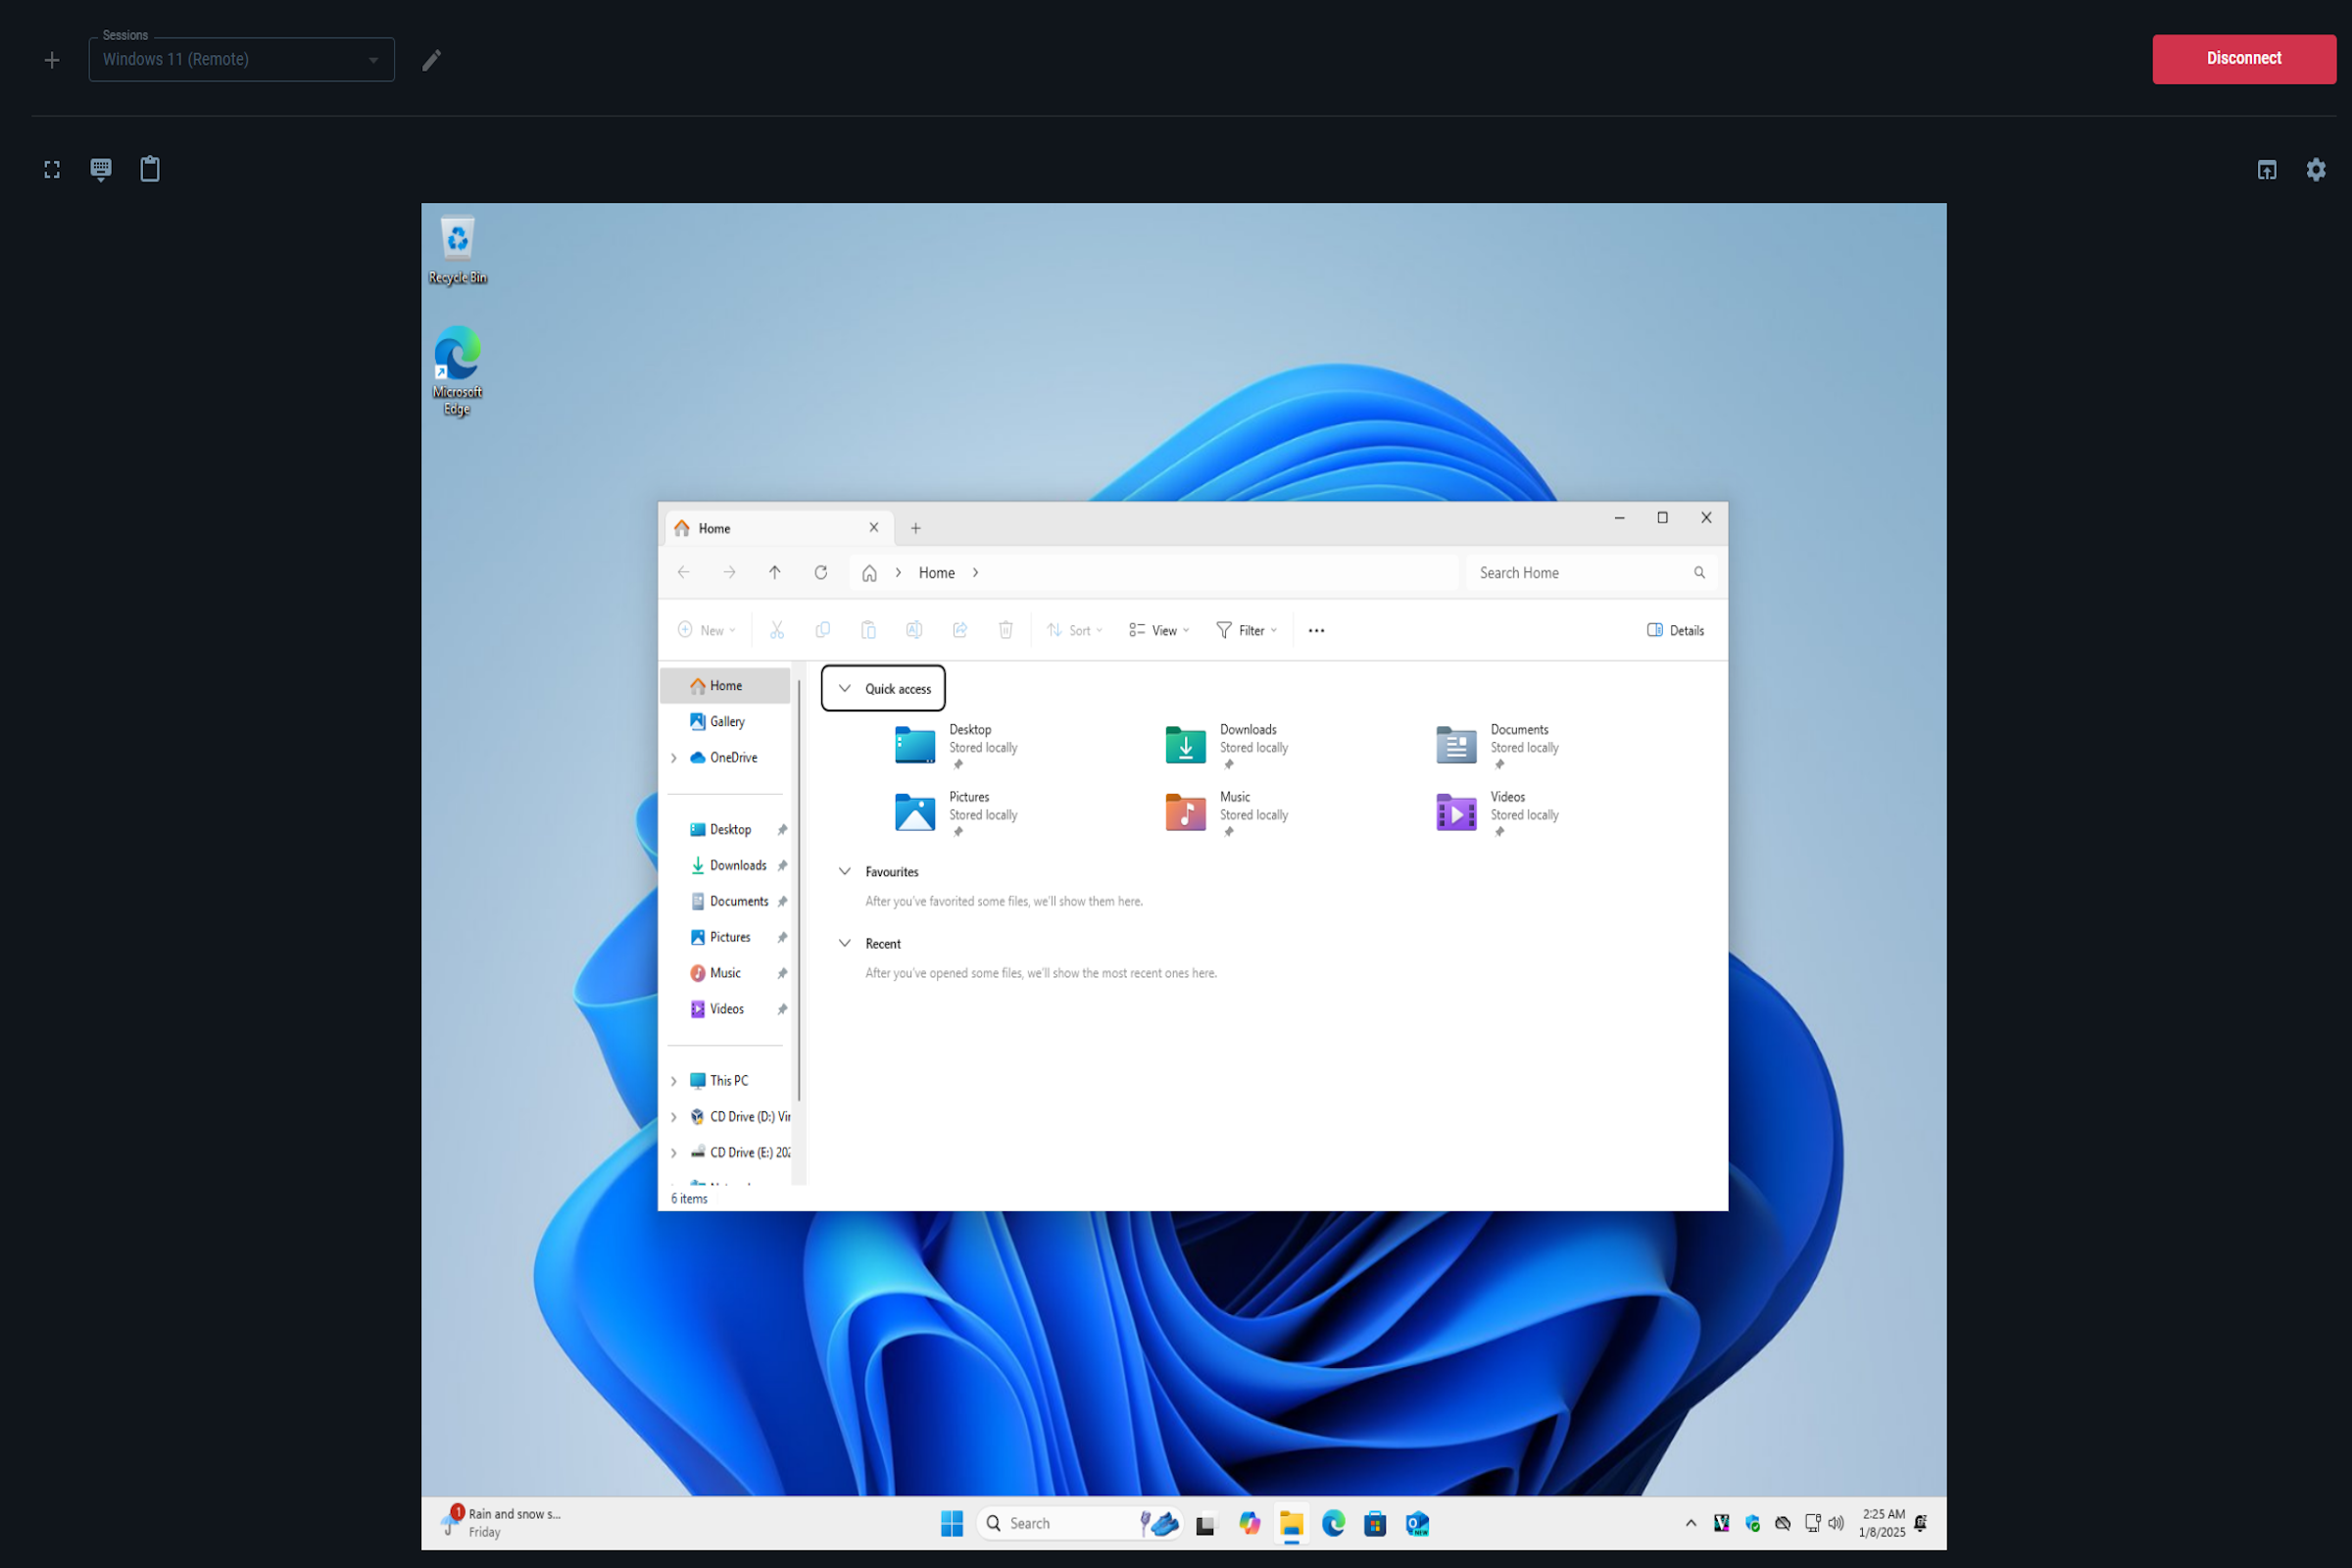 Sessions
Windows 11 (Remote)
Disconnect
Recycle Bin
Microsoft
Edge
Home
Home
Search Home
New
Sort
View
Filter
Details
Home
Gallery
OneDrive
Desktop
Downloads
Documents
Pictures
Music
Videos
This PC
CD Drive (D:) Vir
CD Drive (E:) 202
6 items
Quick access
Desktop
Stored locally
Downloads
Stored locally
Documents
Stored locally
Pictures
Stored locally
Music
Stored locally
Videos
Stored locally
Favourites
After you've favorited some files, we'll show them here.
Recent
After you've opened some files, we'll show the most recent ones here.
1
Rain and snow s...
Friday
Search
NEW
2:25 AM
1/8/2025